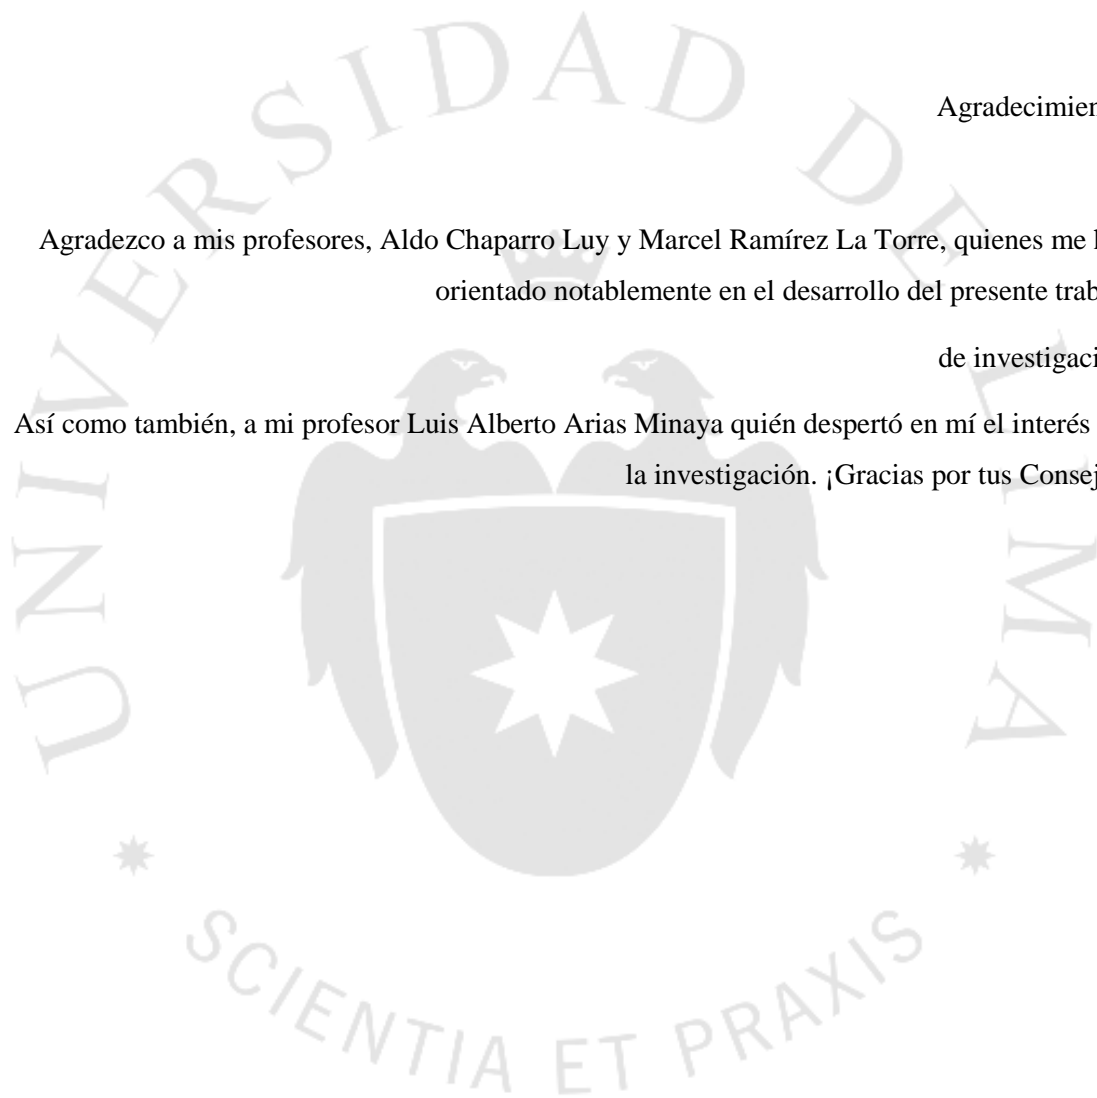 UNIVERSIDAD DE LIMA
Agradecimien
Agradezco a mis profesores, Aldo Chaparro Luy y Marcel Ramírez La Torre, quienes me
orientado notablemente en el desarrollo del presente trab
de investigaci
Así como también, a mi profesor Luis Alberto Arias Minaya quién despertó en mí el interés
la investigación. ¡Gracias por tus Consej
SCIENTIA ET PRAXIS